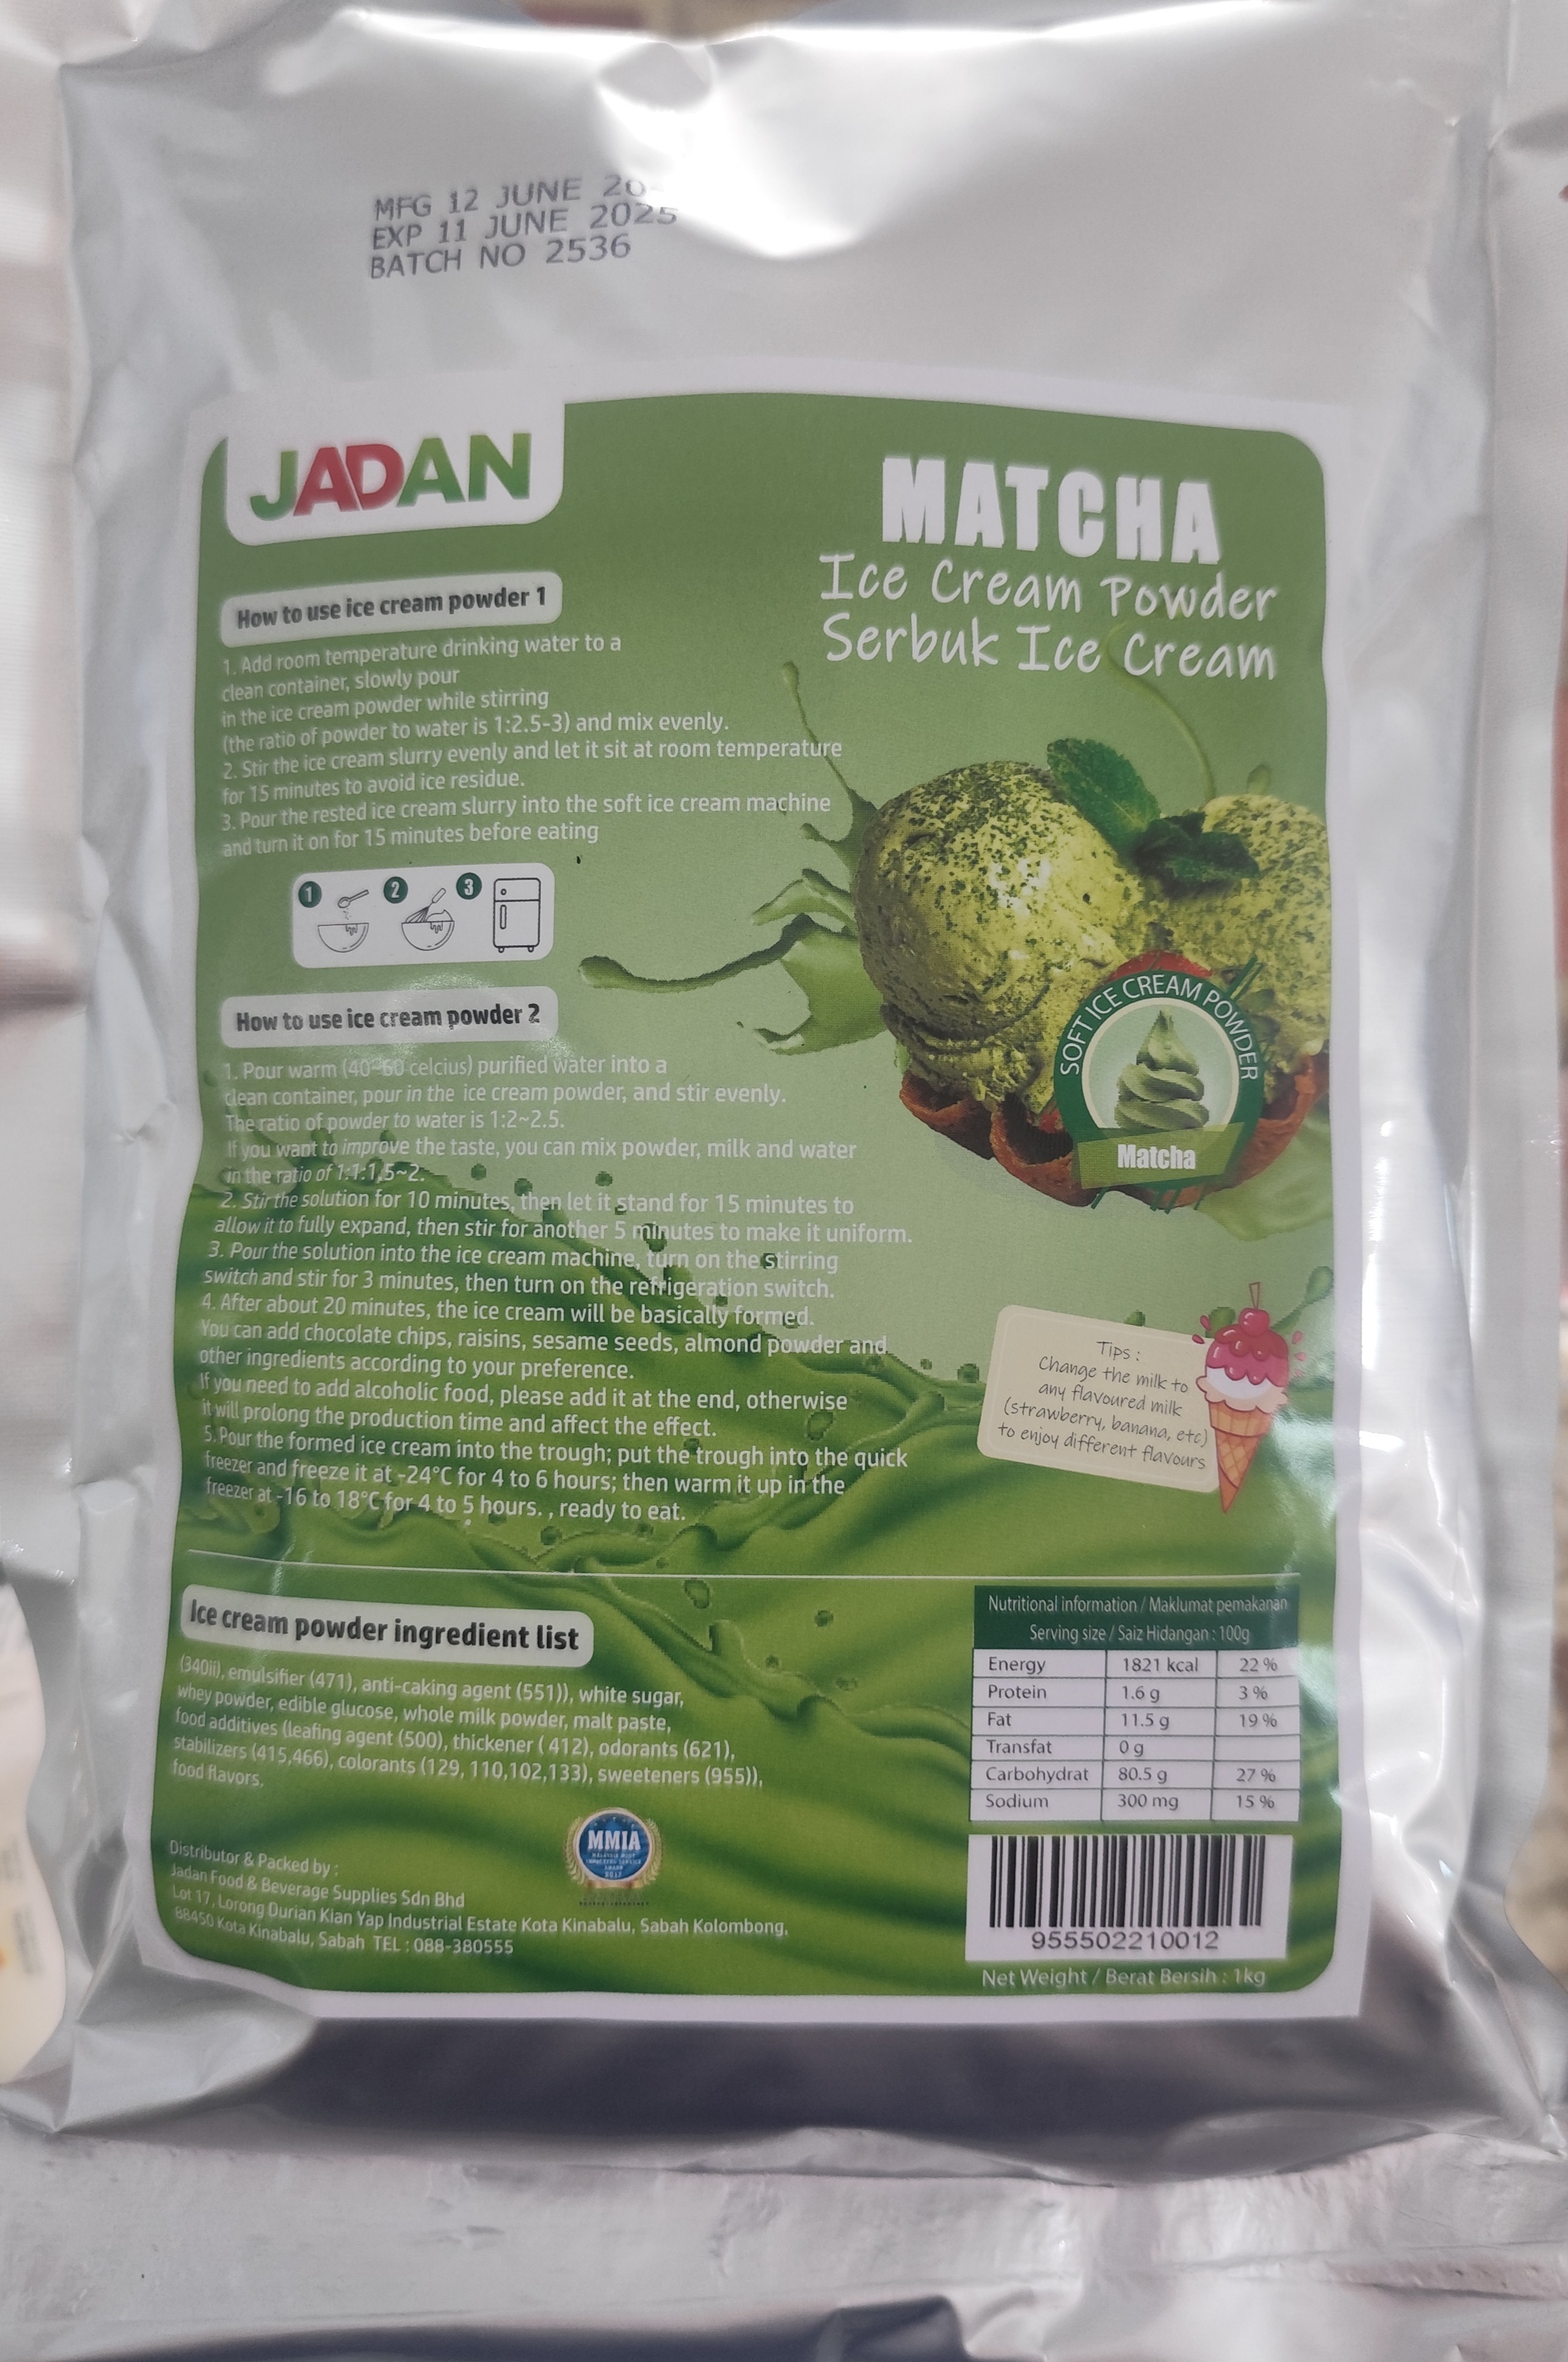 MFG 12 JUNE
EXP 11 JUNE 2025
BATCH NO 2536
JADAN
MATCHA
Ice Cream Powder
Serbuk Ice Cream
How to use ice cream powder 1
1. Add room temperature drinking water to a
clean container, slowly pour
in the ice cream powder while stirring
(the ratio of powder to water is 1:2.5-3) and mix evenly.
2. Stir the ice cream slurry evenly and let it sit at room temperature
for 15 minutes to avoid ice residue.
3. Pour the rested ice cream slurry into the soft ice cream machine
and turn it on for 15 minutes before eating
1 2 3
SOFT ICE CREAM POWDER
Matcha
How to use ice cream powder 2
1. Pour warm (40~60 celcius) purified water into a
clean container, pour in the ice cream powder, and stir evenly.
The ratio of powder to water is 1:2~2.5.
If you want to improve the taste, you can mix powder, milk and water
in the ratio of 1:1:1,5~2.
2. Stir the solution for 10 minutes, then let it stand for 15 minutes to
allow it to fully expand, then stir for another 5 minutes to make it uniform.
3. Pour the solution into the ice cream machine, turn on the stirring
switch and stir for 3 minutes, then turn on the refrigeration switch.
4. After about 20 minutes, the ice cream will be basically formed.
You can add chocolate chips, raisins, sesame seeds, almond powder and
other ingredients according to your preference.
If you need to add alcoholic food, please add it at the end, otherwise
it will prolong the production time and affect the effect.
5. Pour the formed ice cream into the trough; put the trough into the quick
freezer and freeze it at -24°C for 4 to 6 hours; then warm it up in the
freezer at -16 to 18°C for 4 to 5 hours. , ready to eat.
Tips :
Change the milk to
any flavoured milk
(strawberry, banana, etc)
to enjoy different flavours
Ice cream powder ingredient list
(340ii), emulsifier (471), anti-caking agent (551)), white sugar,
whey powder, edible glucose, whole milk powder, malt paste,
food additives (leafing agent (500), thickener ( 412), odorants (621),
stabilizers (415,466), colorants (129, 110,102,133), sweeteners (955)),
food flavors.
MMIA
Distributor & Packed by :
Jadan Food & Beverage Supplies Sdn Bhd
Lot 17, Lorong Durian Kian Yap Industrial Estate Kota Kinabalu, Sabah Kolombong,
88450 Kota Kinabalu, Sabah TEL : 088-380555
Nutritional information / Maklumat pemakanan
Serving size / Saiz Hidangan : 100g
Energy 1821 kcal 22 %
Protein 1.6 g 3 %
Fat 11.5 g 19 %
Transfat 0 g
Carbohydrat 80.5 g 27 %
Sodium 300 mg 15 %
955502210012
Net Weight / Berat Bersih : 1kg